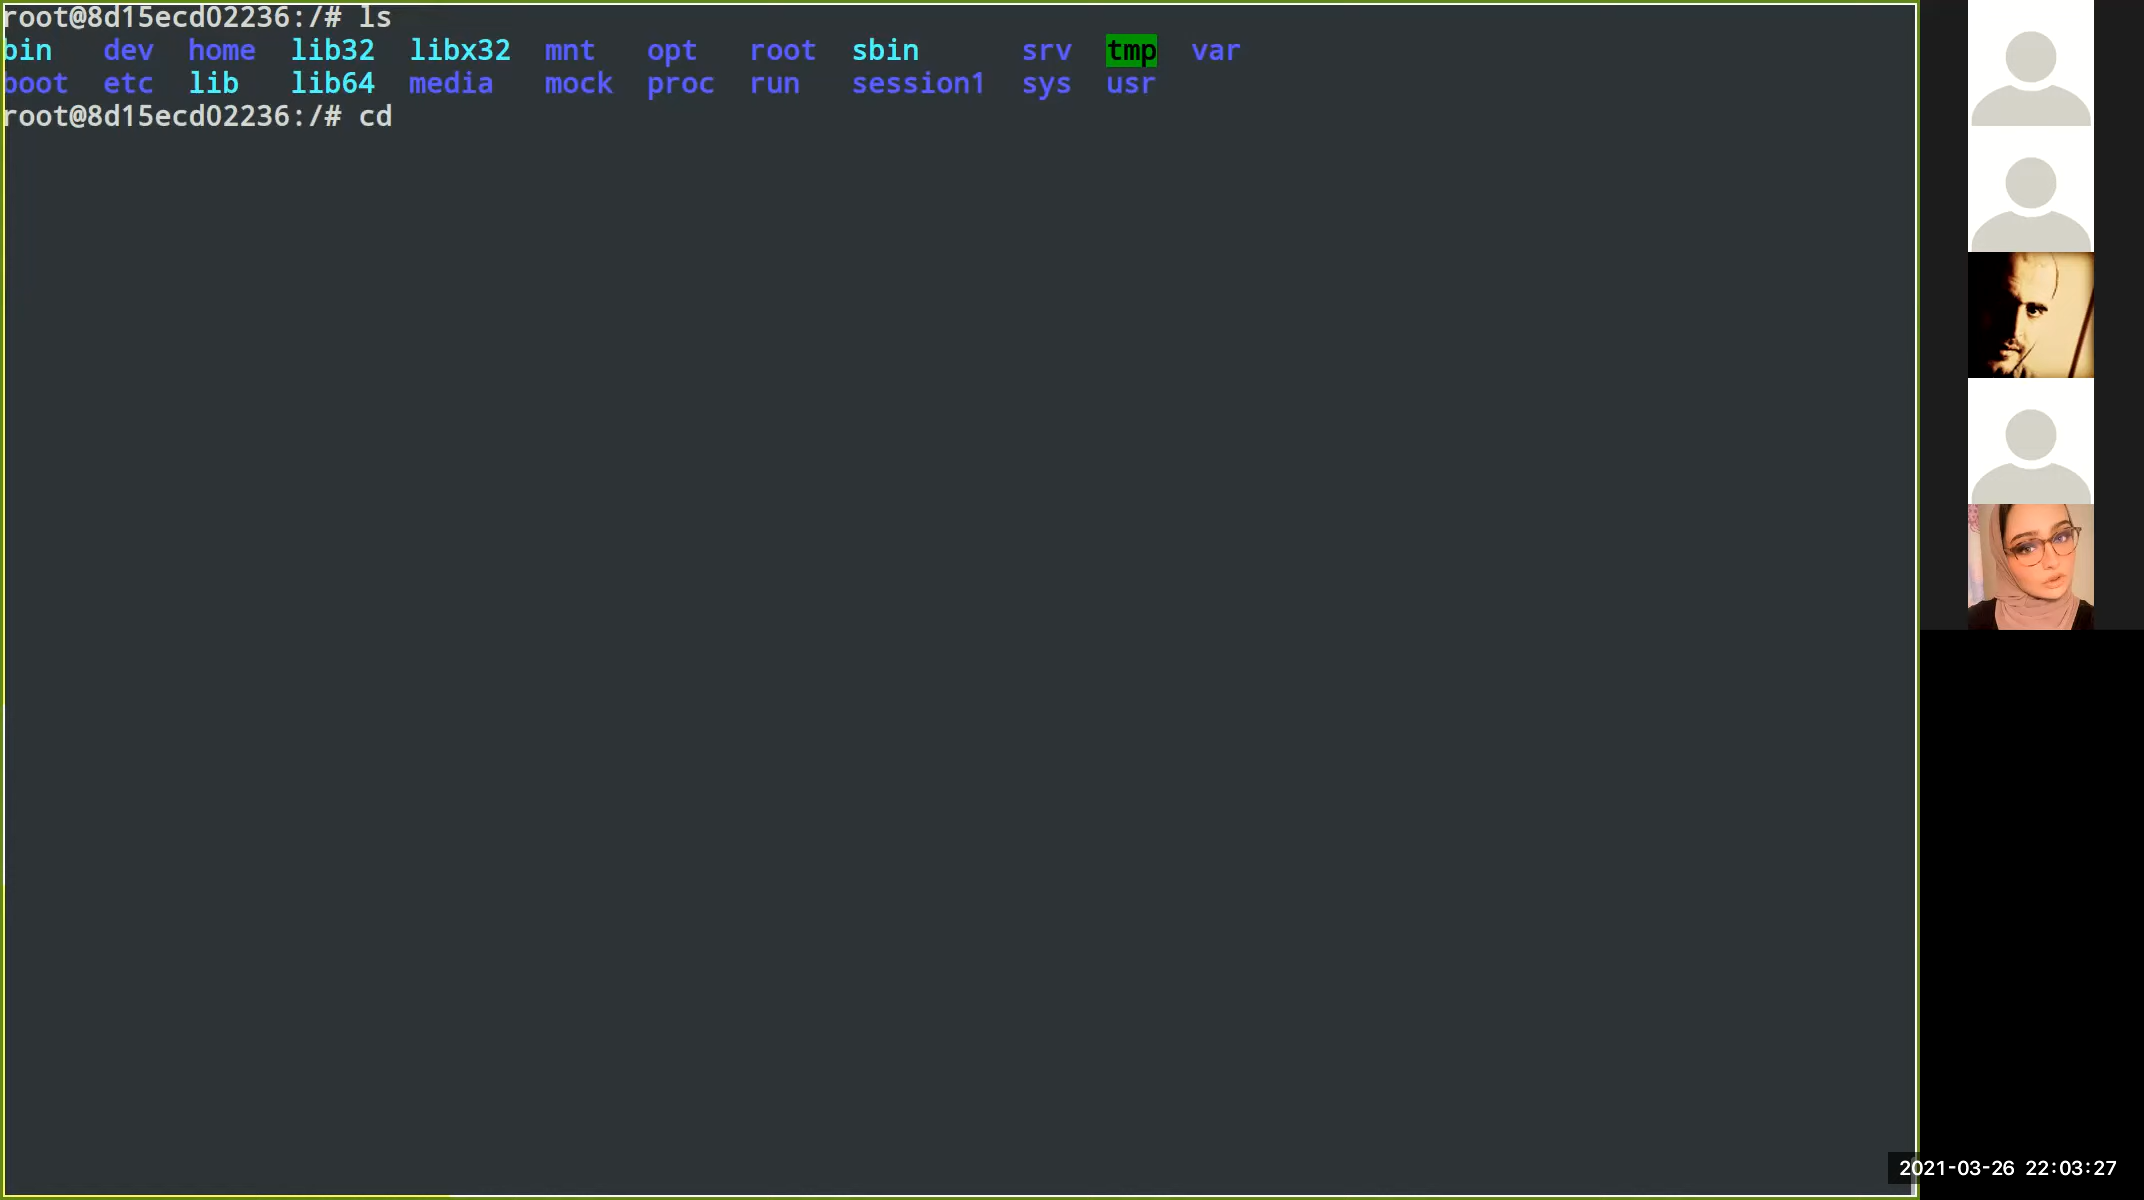 root@8d15ecd02236:/# ls
bin dev home lib32 libx32 mnt opt root sbin srv tmp var
boot etc lib lib64 media mock proc run session1 sys usr
root@8d15ecd02236:/# cd
2021-03-26 22:03:27